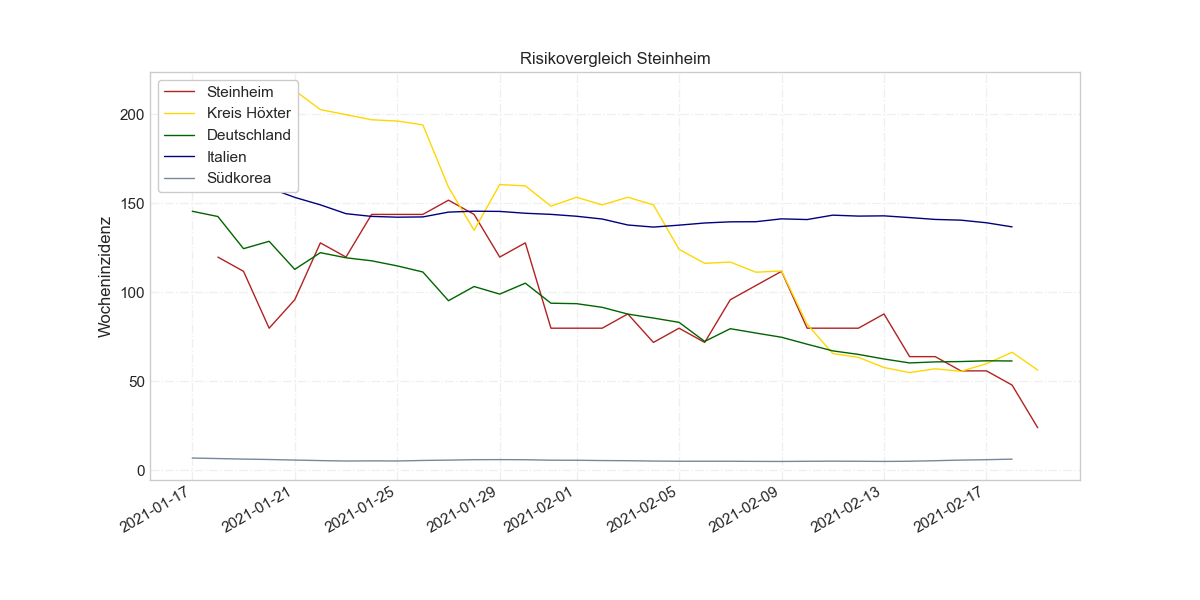 Risikovergleich Steinheim
Steinheim
Kreis Höxter
Deutschland
Italien
Südkorea
Wocheninzidenz
200
150
100
50
0
2021-01-17
2021-01-21
2021-01-25
2021-01-29
2021-02-01
2021-02-05
2021-02-09
2021-02-13
2021-02-17